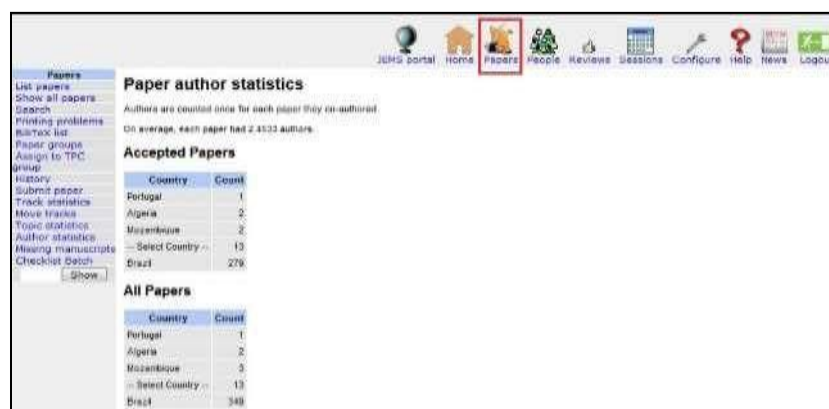 JEMS portal Home Papers People Reviews Sessions Configure Help News Logout
Papers
List papers
Show all papers
Search
Printing problems
BibTeX list
Paper groups
Assign to TPC
group
History
Submit paper
Track statistics
Move tracks
Topic statistics
Author statistics
Missing manuscripts
Checklist Batch
Show
Paper author statistics
Authors are counted once for each paper they co-authored.
On average, each paper had 2.4533 authors.
Accepted Papers
Country Count
Portugal 1
Algeria 2
Mozambique 2
-- Select Country -- 13
Brazil 279
All Papers
Country Count
Portugal 1
Algeria 2
Mozambique 3
-- Select Country -- 13
Brazil 349